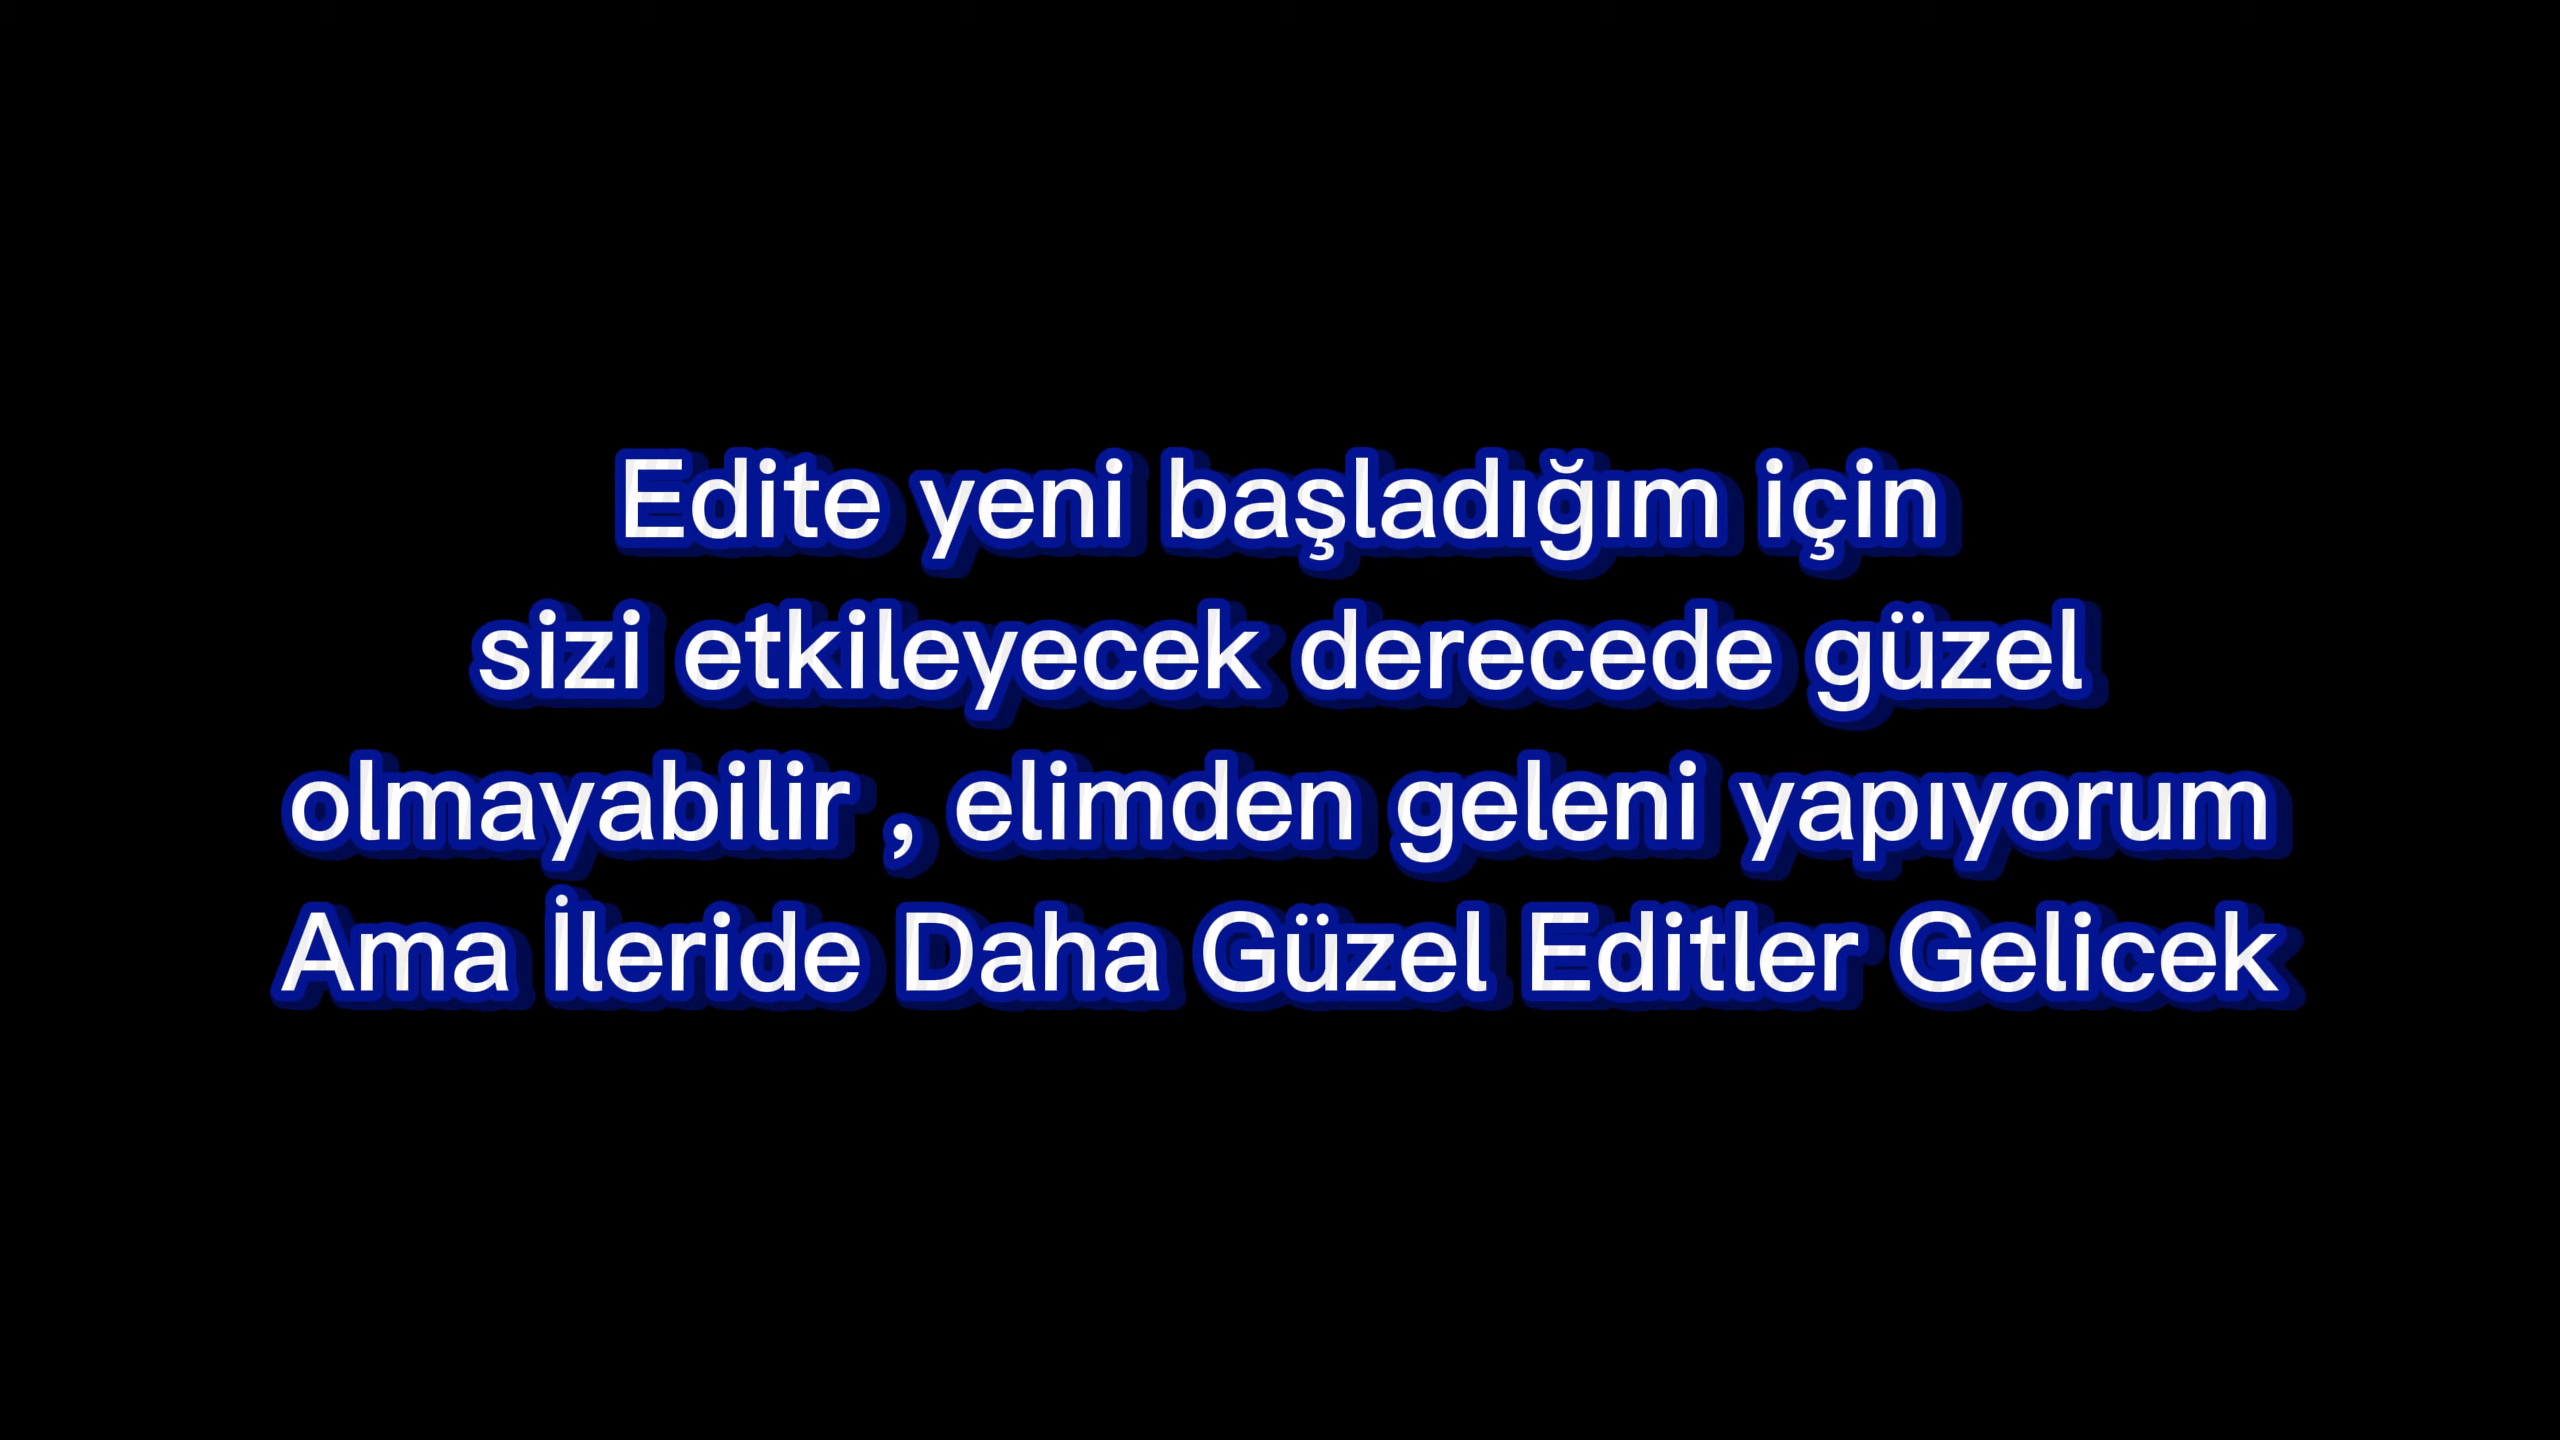 Edite yeni başladığım için
sizi etkileyecek derecede güzel
olmayabilir , elimden geleni yapıyorum
Ama İleride Daha Güzel Editler Gelicek